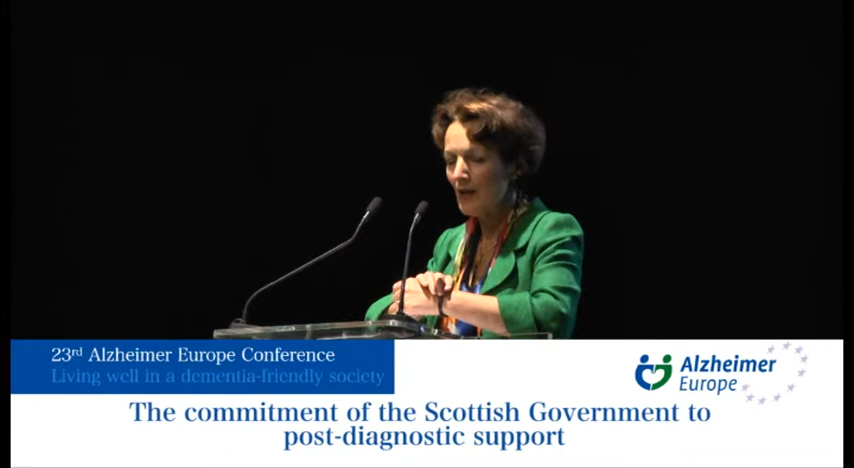 23rd Alzheimer Europe Conference
Living well in a dementia-friendly society
Alzheimer
Europe
The commitment of the Scottish Government to
post-diagnostic support